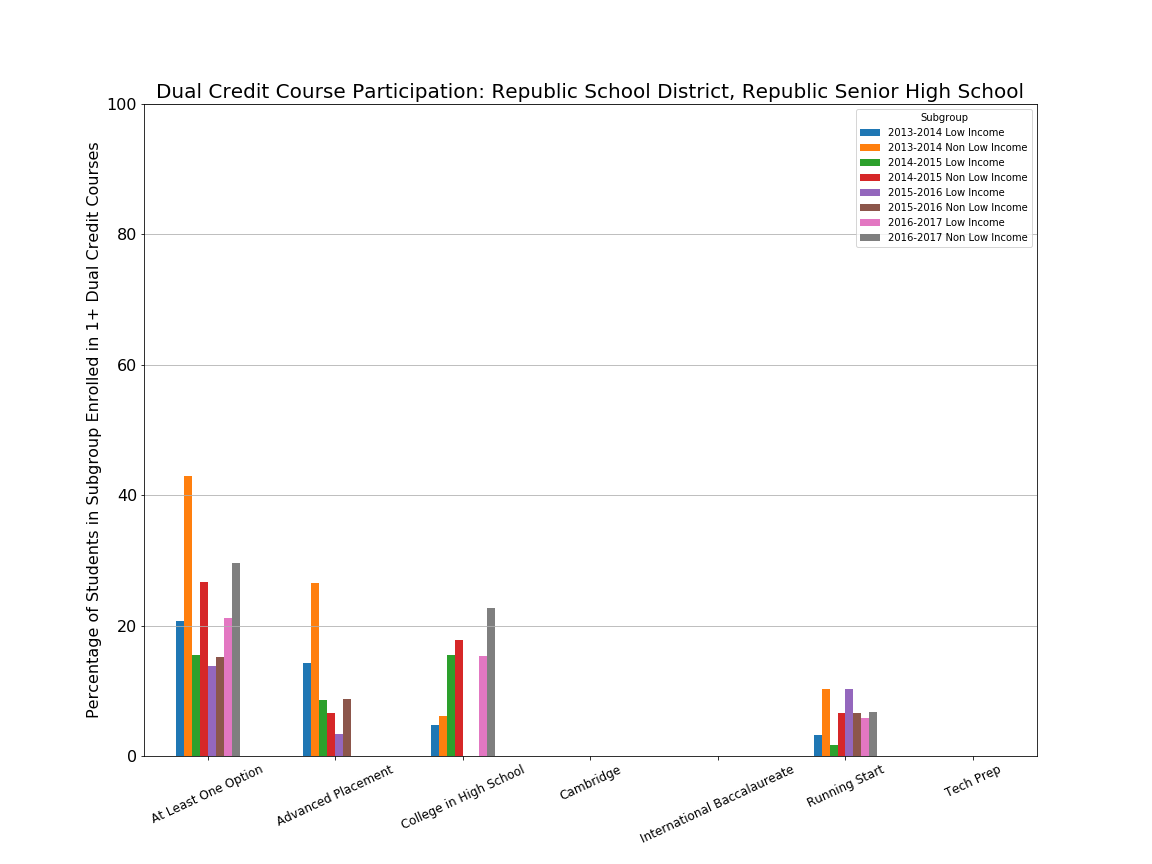 Dual Credit Course Participation: Republic School District, Republic Senior High School
Percentage of Students in Subgroup Enrolled in 1+ Dual Credit Courses
100
80
60
40
20
0
Subgroup
2013-2014 Low Income
2013-2014 Non Low Income
2014-2015 Low Income
2014-2015 Non Low Income
2015-2016 Low Income
2015-2016 Non Low Income
2016-2017 Low Income
2016-2017 Non Low Income
At Least One Option
Advanced Placement
College in High School
Cambridge
International Baccalaureate
Running Start
Tech Prep